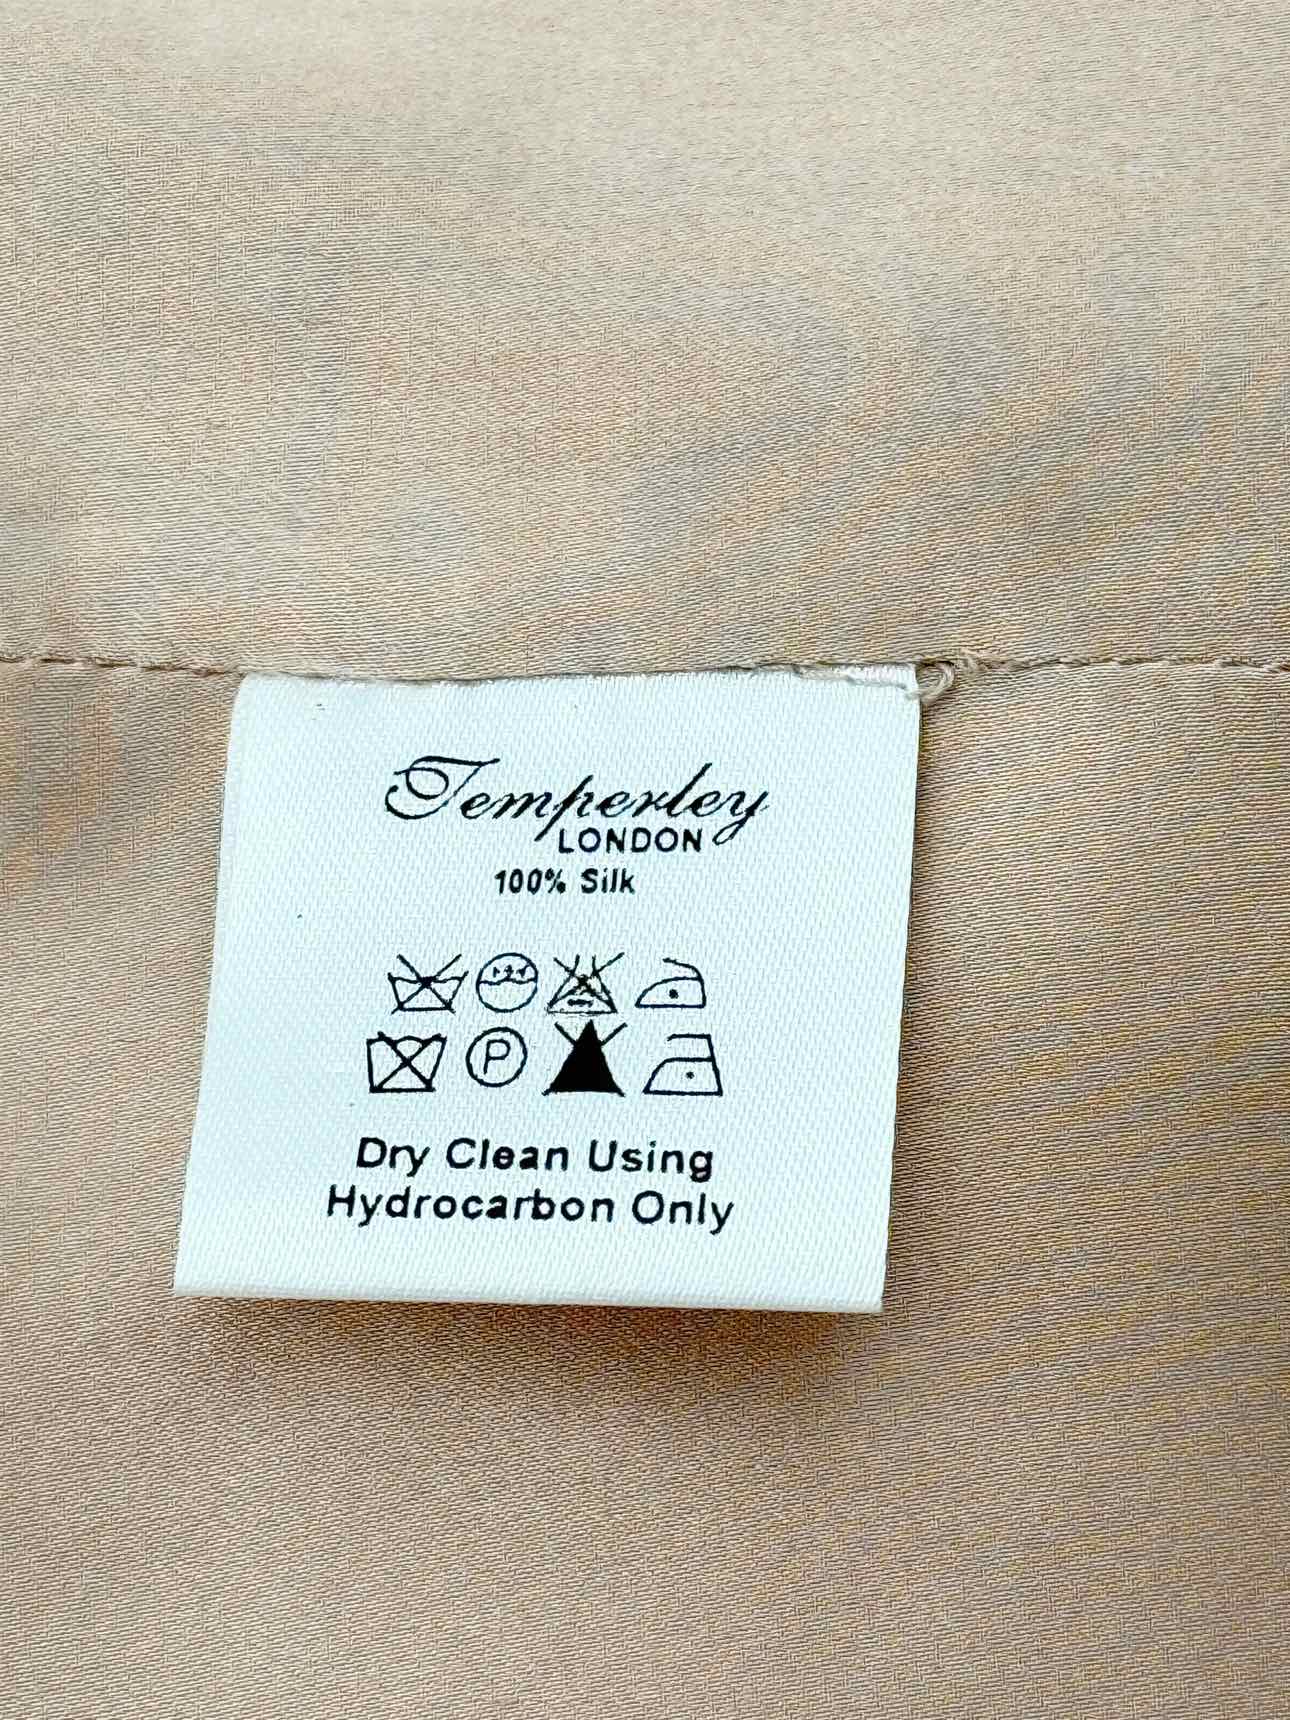 Temperley
LONDON
100% Silk
P
Dry Clean Using
Hydrocarbon Only